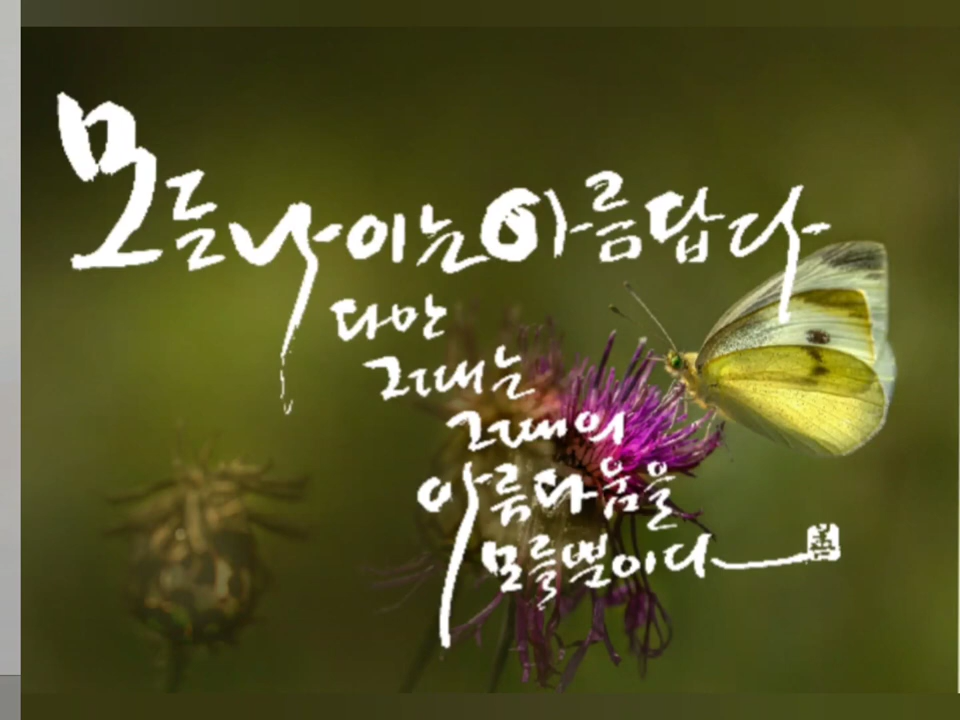 모든 나이는 아름답다
다만
그대는
그대의
아름다움을
모를뿐이다